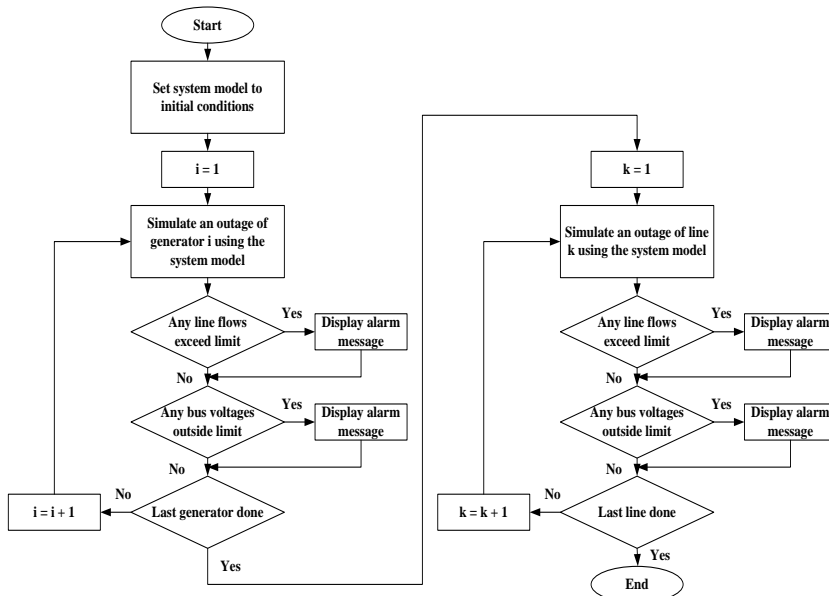 Start
Set system model to
initial conditions
i = 1
Simulate an outage of
generator i using the
system model
Any line flows
exceed limit
Yes
Display alarm
message
No
Any bus voltages
outside limit
Yes
Display alarm
message
No
Last generator done
No
i = i + 1
Yes
k = 1
Simulate an outage of line
k using the system model
Any line flows
exceed limit
Yes
Display alarm
message
No
Any bus voltages
outside limit
Yes
Display alarm
message
No
Last line done
No
k = k + 1
Yes
End